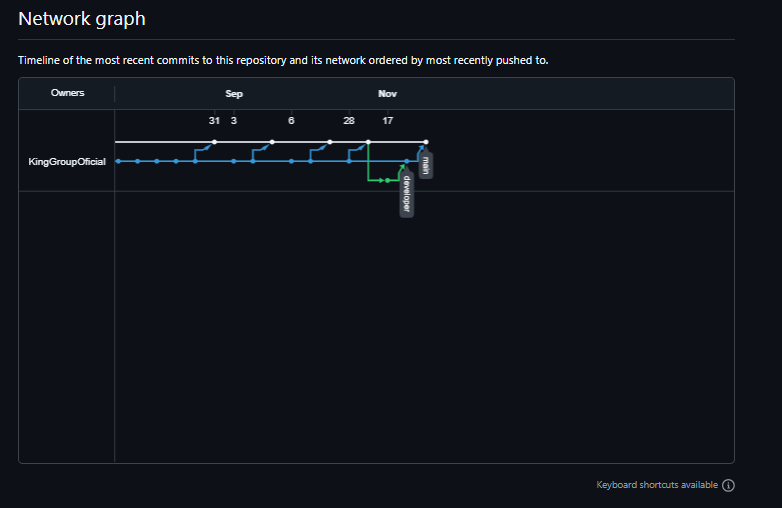 Network graph
Timeline of the most recent commits to this repository and its network ordered by most recently pushed to.
Owners Sep Nov
31 3 6 28 17
KingGroupOficial
main
developer
Keyboard shortcuts available